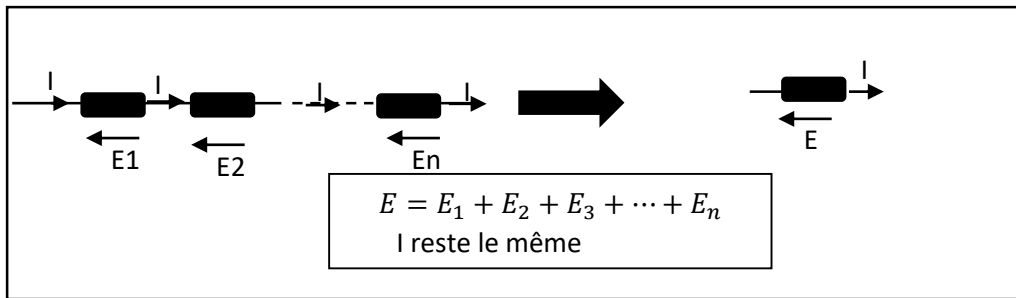 I I I I I
E1 E2 En E
E = E₁ + E₂ + E₃ + ⋯ + Eₙ
I reste le même